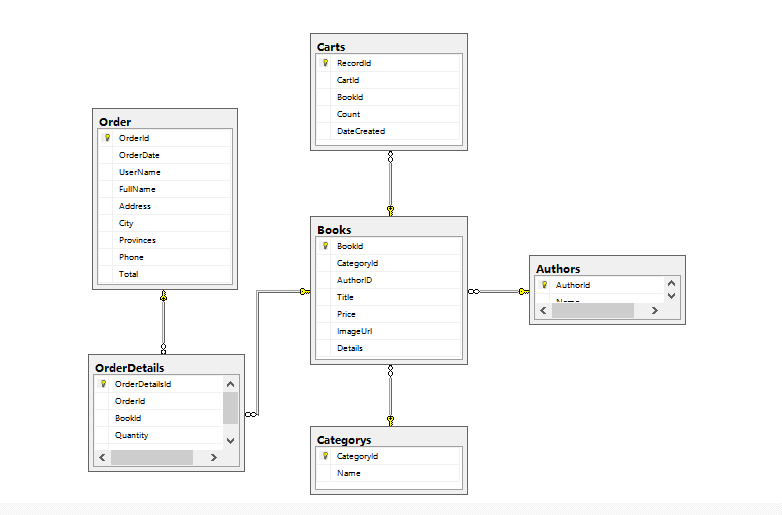 Carts
RecordId
CartId
BookId
Count
DateCreated
Order
OrderId
OrderDate
UserName
FullName
Address
City
Provinces
Phone
Total
Books
BookId
CategoryId
AuthorID
Title
Price
ImageUrl
Details
Authors
AuthorId
OrderDetails
OrderDetailsId
OrderId
BookId
Quantity
Categorys
CategoryId
Name